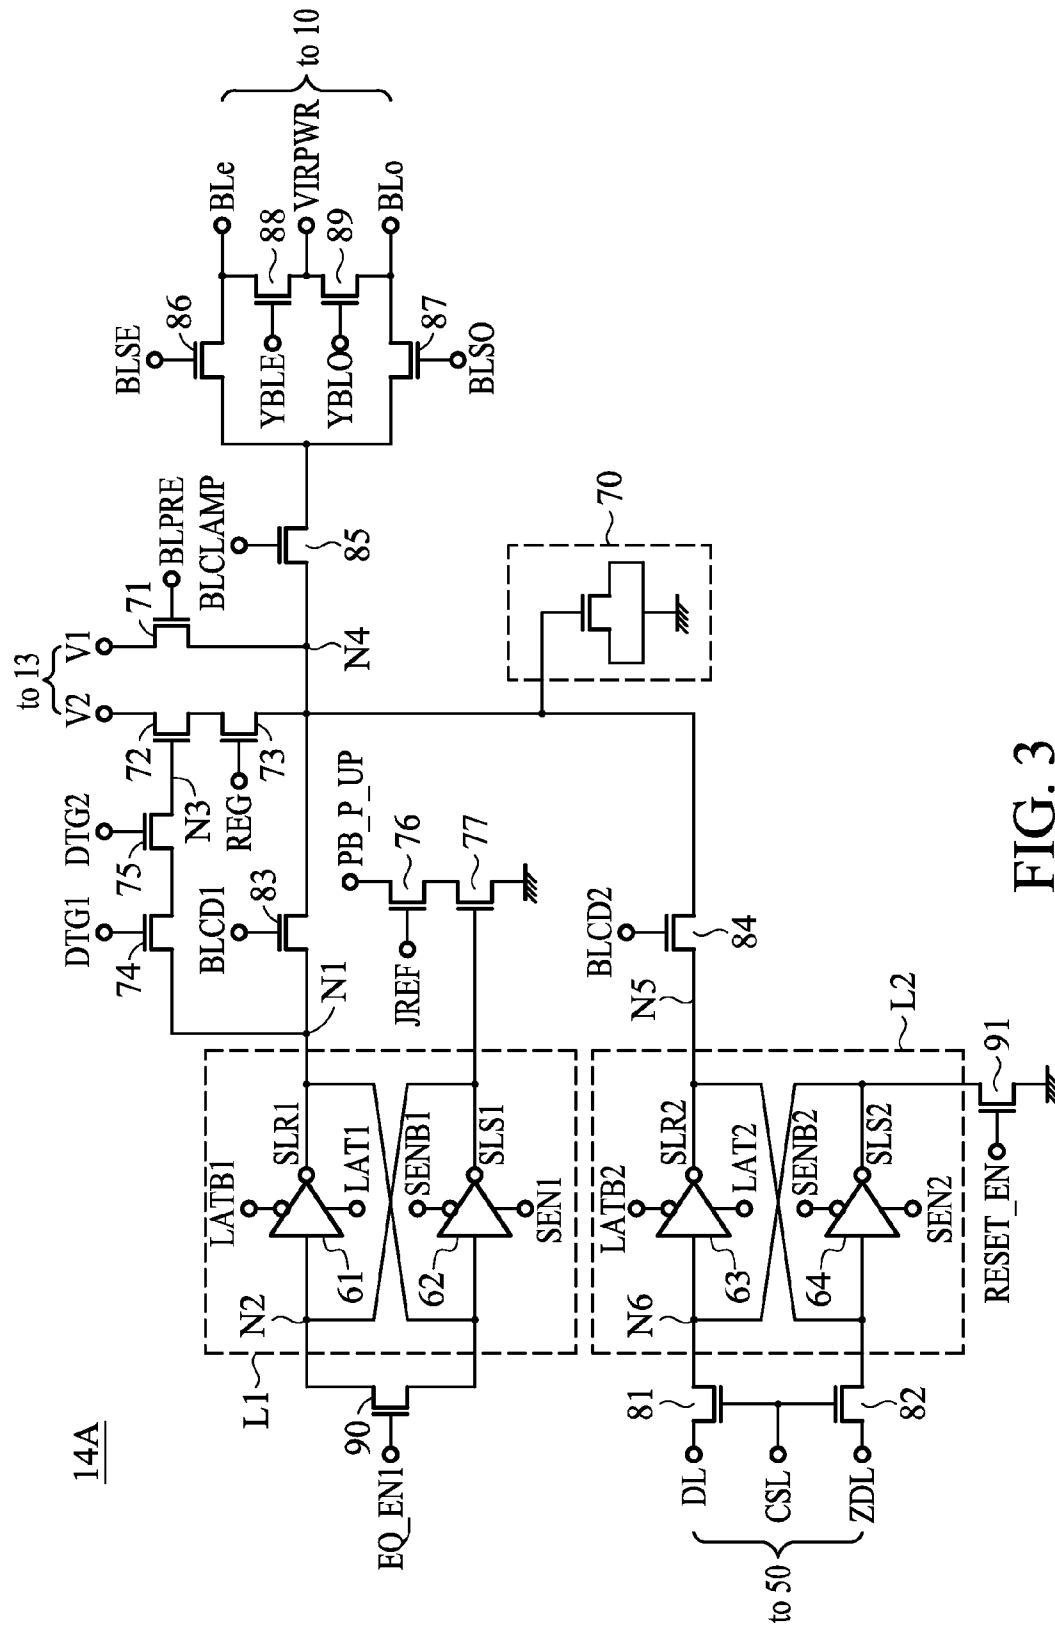 14A
to 13
V2
V1
DTG1
DTG2
74
75
N3
72
71
BLPRE
REG
73
BLCD1
83
BLCLAMP
85
N4
N1
BLSE
86
BLe
YBLE
88
VIRPWR
to 10
YBLO
89
BLo
87
BLSO
L1
N2
LATB1
SLR1
61
LAT1
SENB1
62
SLS1
SEN1
EQ_EN1
90
JREF
PB_P_UP
76
77
70
BLCD2
84
N5
L2
N6
LATB2
SLR2
63
LAT2
SENB2
64
SLS2
SEN2
RESET_EN
91
81
82
DL
CSL
ZDL
to 50
FIG. 3